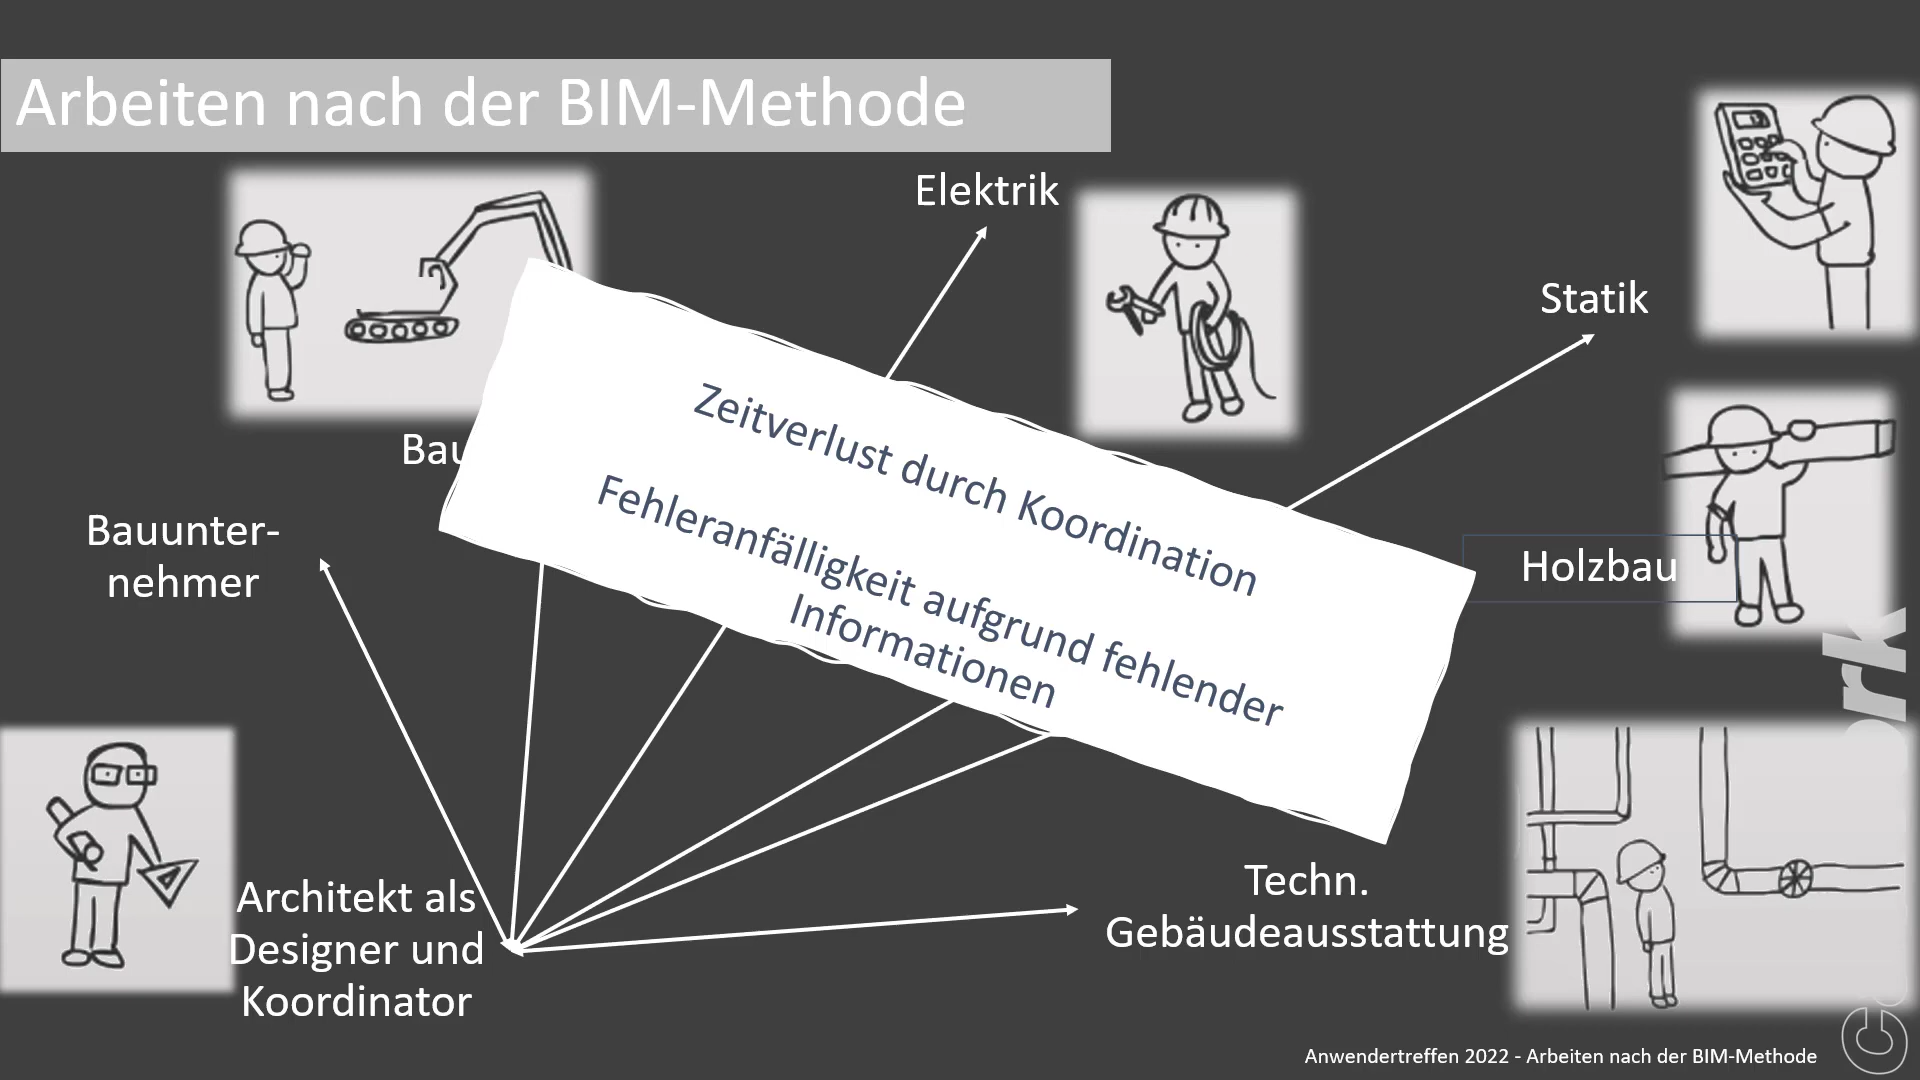 Arbeiten nach der BIM-Methode
Elektrik
Statik
Bauunter-
nehmer
Zeitverlust durch Koordination
Fehleranfälligkeit aufgrund fehlender
Informationen
Holzbau
Architekt als
Designer und
Koordinator
Techn.
Gebäudeausstattung
Anwendertreffen 2022 - Arbeiten nach der BIM-Methode